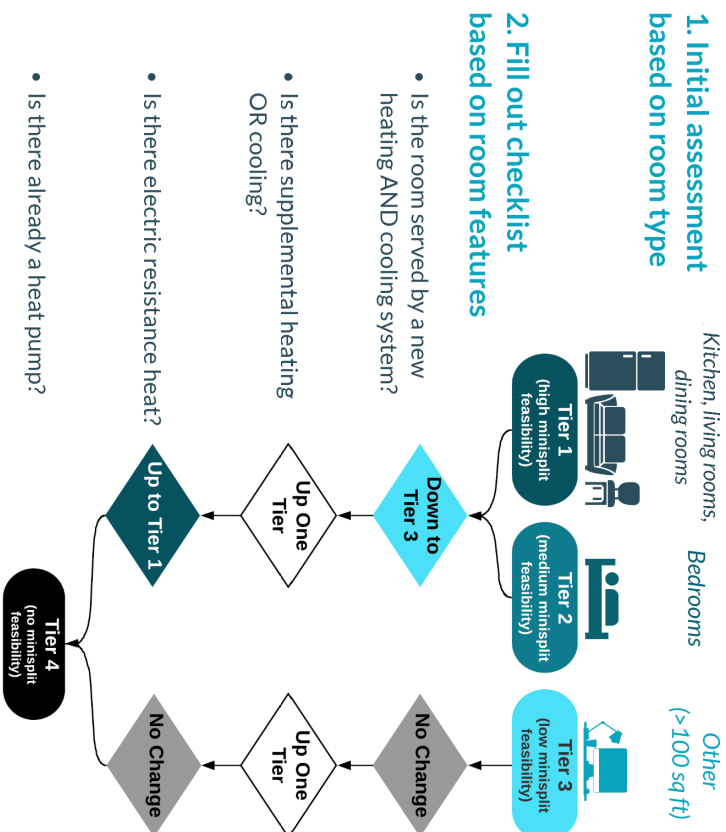 1. Initial assessment
based on room type
Kitchen, living rooms,
dining rooms
Bedrooms
Other
(>100 sq ft)
Tier 1
(high minisplit
feasibility)
Tier 2
(medium minisplit
feasibility)
Tier 3
(low minisplit
feasibility)
2. Fill out checklist
based on room features
• Is the room served by a new
heating AND cooling system?
Down to
Tier 3
No Change
• Is there supplemental heating
OR cooling?
Up One
Tier
Up One
Tier
• Is there electric resistance heat?
Up to Tier 1
No Change
• Is there already a heat pump?
Tier 4
(no minisplit
feasibility)